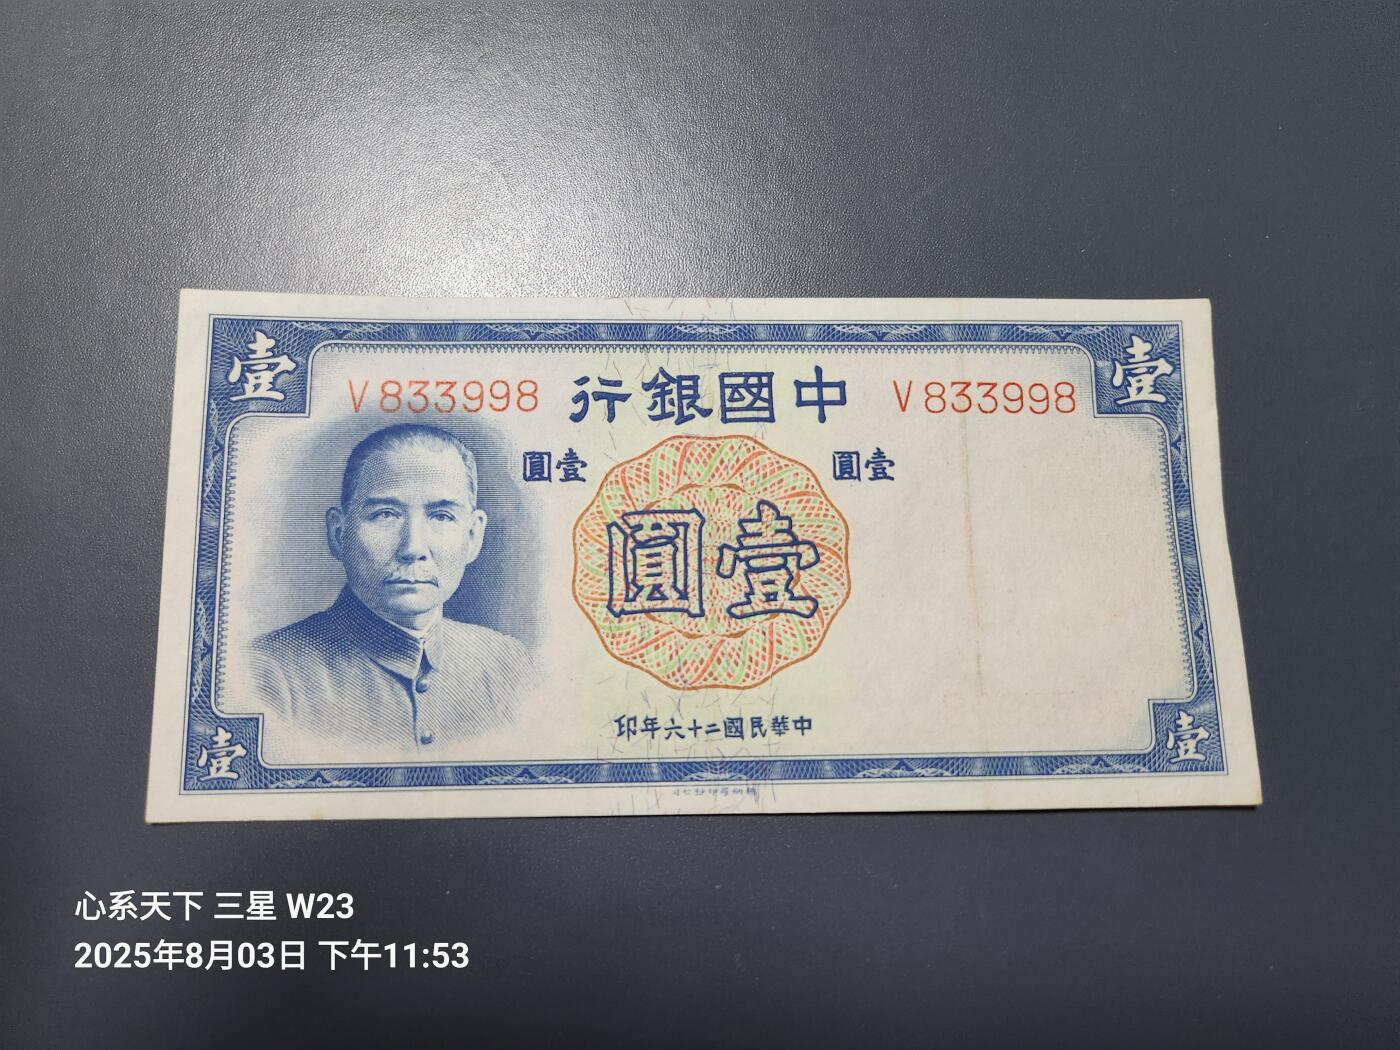 壹 壹
V833998 行銀國中 V833998
圓壹 圓壹
圓壹
印年六十二國民華中
壹 壹
心系天下 三星 W23
2025年8月03日 下午11:53